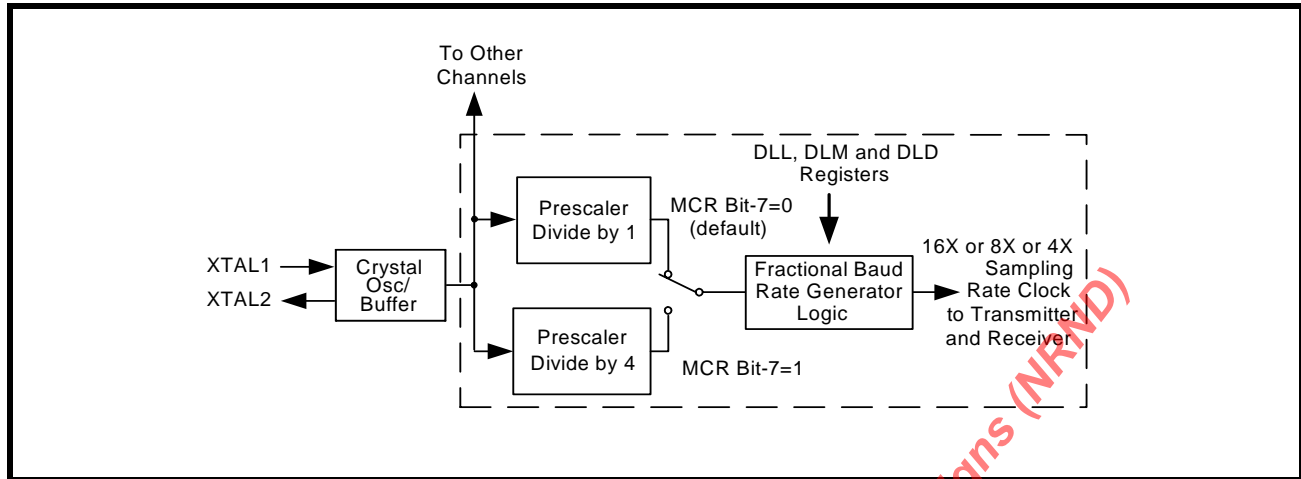 To Other
Channels
DLL, DLM and DLD
Registers
Prescaler
Divide by 1
MCR Bit-7=0
(default)
XTAL1
XTAL2
Crystal
Osc/
Buffer
Fractional Baud
Rate Generator
Logic
16X or 8X or 4X
Sampling
Rate Clock
to Transmitter
and Receiver
Prescaler
Divide by 4
MCR Bit-7=1
(NRND)